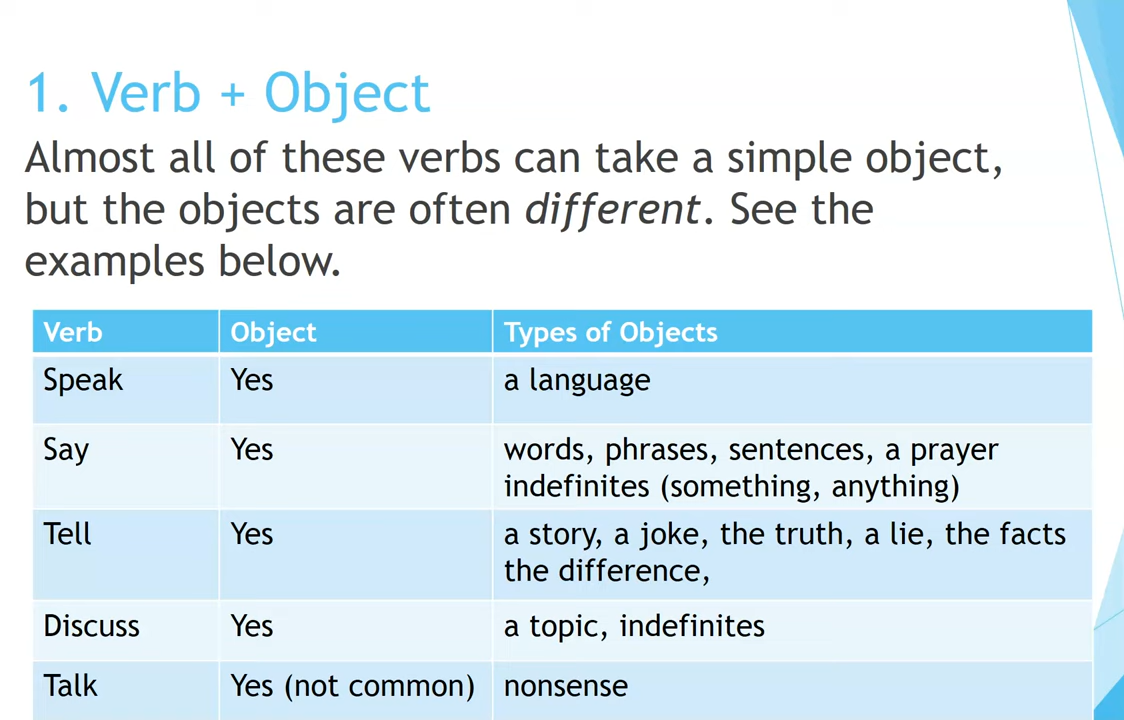 1. Verb + Object
Almost all of these verbs can take a simple object,
but the objects are often different. See the
examples below.
Verb Object Types of Objects
Speak Yes a language
Say Yes words, phrases, sentences, a prayer
indefinites (something, anything)
Tell Yes a story, a joke, the truth, a lie, the facts
the difference,
Discuss Yes a topic, indefinites
Talk Yes (not common) nonsense